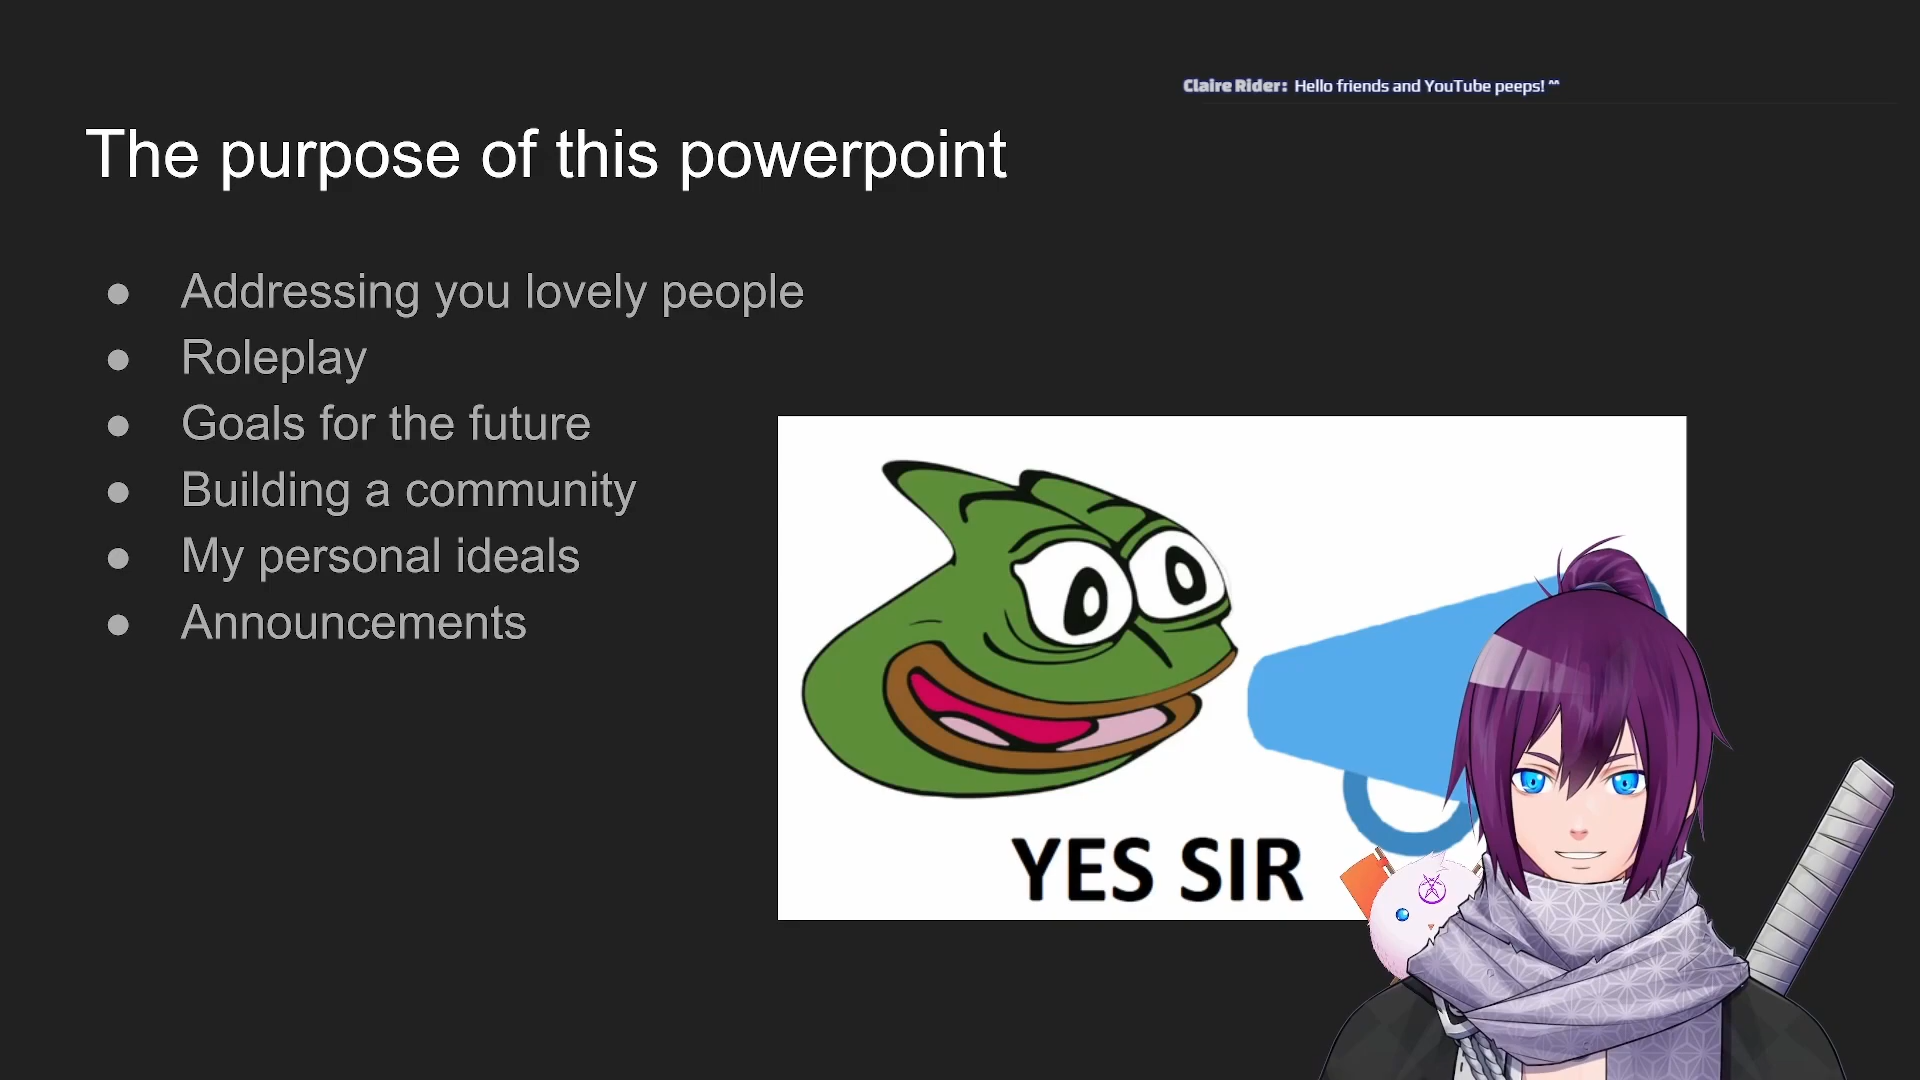 Claire Rider: Hello friends and YouTube peeps! ^^
The purpose of this powerpoint
● Addressing you lovely people
● Roleplay
● Goals for the future
● Building a community
● My personal ideals
● Announcements
YES SIR